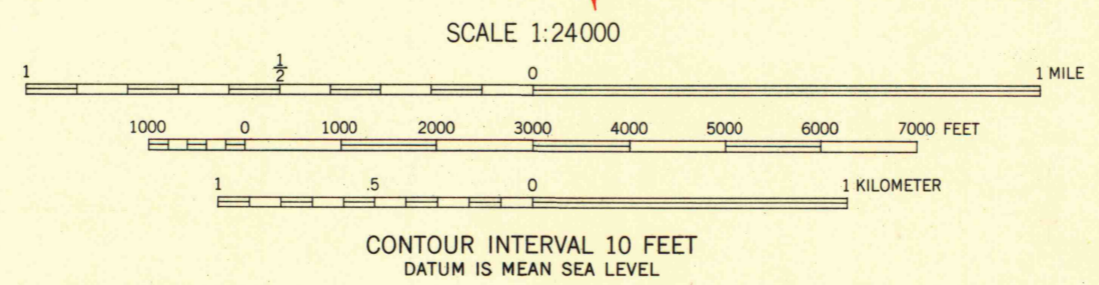 SCALE 1:24000
1 ½ 0 1 MILE
1000 0 1000 2000 3000 4000 5000 6000 7000 FEET
1 .5 0 1 KILOMETER
CONTOUR INTERVAL 10 FEET
DATUM IS MEAN SEA LEVEL